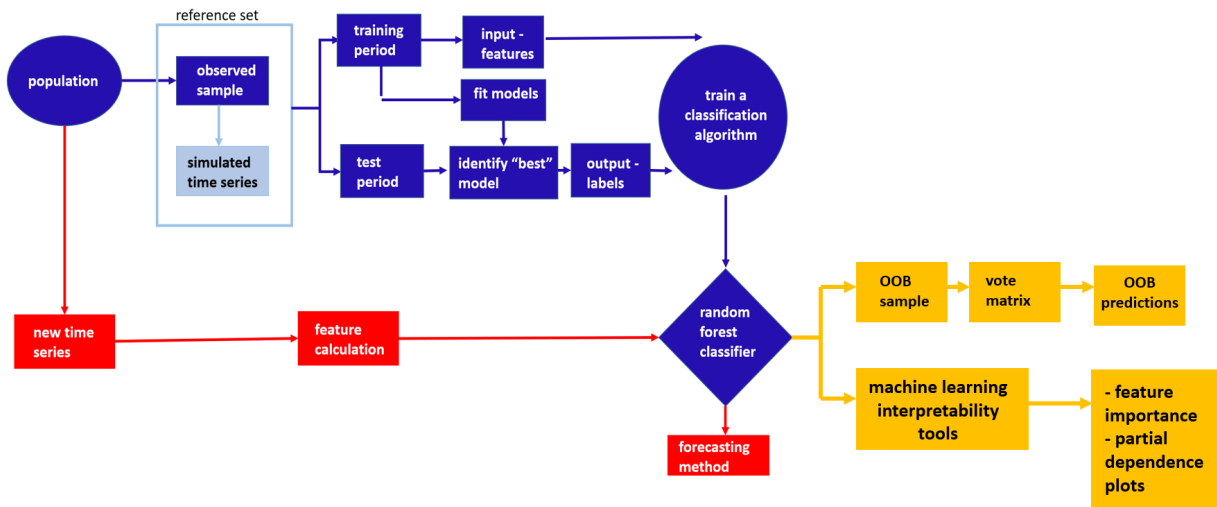 reference set
population
observed
sample
simulated
time series
training
period
input -
features
fit models
test
period
identify “best”
model
output -
labels
train a
classification
algorithm
new time
series
feature
calculation
random
forest
classifier
forecasting
method
OOB
sample
vote
matrix
OOB
predictions
machine learning
interpretability
tools
- feature
importance
- partial
dependence
plots